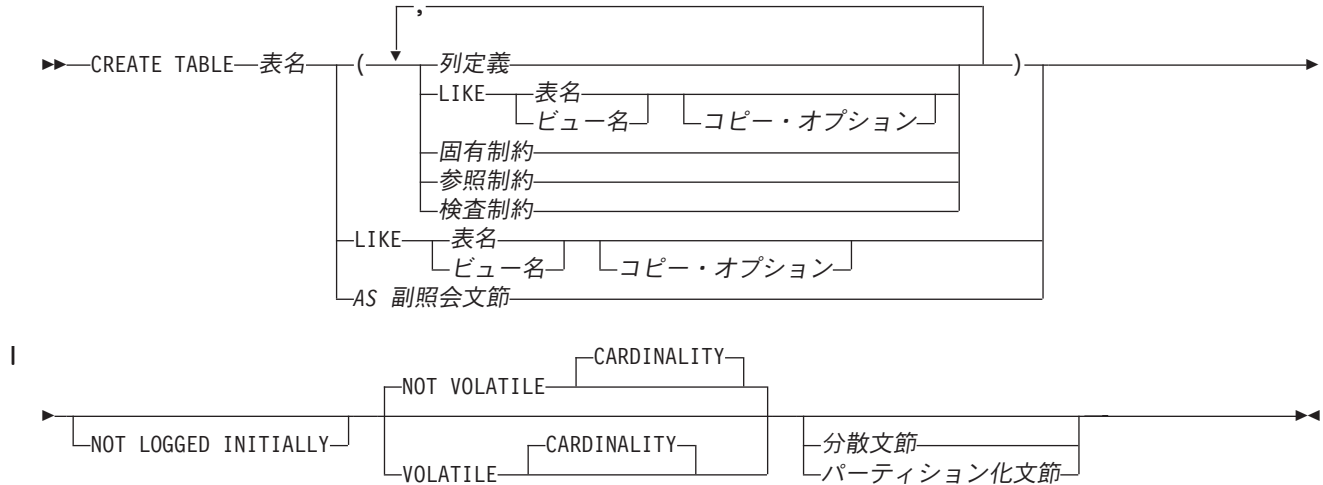 ,
CREATE TABLE 表名 ( 列定義 )
LIKE 表名
ビュー名 コピー・オプション
固有制約
参照制約
検査制約
LIKE 表名
ビュー名 コピー・オプション
AS 副照会文節
|
CARDINALITY
NOT VOLATILE
NOT LOGGED INITIALLY
CARDINALITY
VOLATILE
分散文節
パーティション化文節